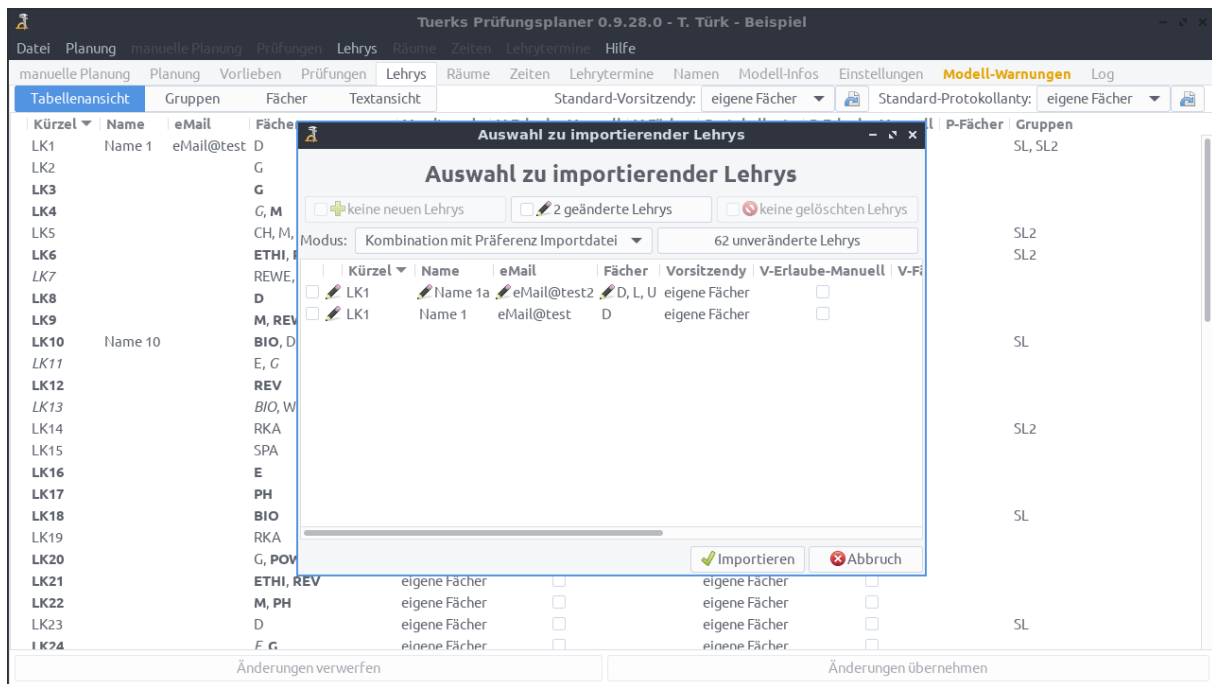 Tuerks Prüfungsplaner 0.9.28.0 - T. Türk - Beispiel
Datei Planung manuelle Planung Prüfungen Lehrys Räume Zeiten Lehrytermine Hilfe
manuelle Planung Planung Vorlieben Prüfungen Lehrys Räume Zeiten Lehrytermine Namen Modell-Infos Einstellungen Modell-Warnungen Log
Tabellenansicht Gruppen Fächer Textansicht Standard-Vorsitzendy: eigene Fächer Standard-Protokollanty: eigene Fächer
Kürzel Name eMail P-Fächer Gruppen
LK1 Name 1 eMail@test D SL, SL2
LK2 G
LK3 G
LK4 G, M
LK5 CH, M, SL2
LK6 SL2
LK7 REWE,
LK8 D
LK9 M,
LK10 Name 10 BIO, D SL
LK11 E, G
LK12 REV
LK13 BIO,
LK14 RKA SL2
LK15 SPA
LK16 E
LK17 PH
LK18 BIO SL
LK19 RKA
LK20 G,
LK21 ETHI, REV eigene Fächer eigene Fächer
LK22 M, PH eigene Fächer eigene Fächer
LK23 D eigene Fächer eigene Fächer SL
LK24 eigene Fächer eigene Fächer
Auswahl zu importierender Lehrys
Auswahl zu importierender Lehrys
keine neuen Lehrys 2 geänderte Lehrys keine gelöschten Lehrys
Modus: Kombination mit Präferenz Importdatei 62 unveränderte Lehrys
Kürzel Name eMail Fächer Vorsitzendy V-Erlaube-Manuell
LK1 Name 1a eMail@test2 D, L, U eigene Fächer
LK1 Name 1 eMail@test D eigene Fächer
Importieren Abbruch
Änderungen verwerfen Änderungen übernehmen